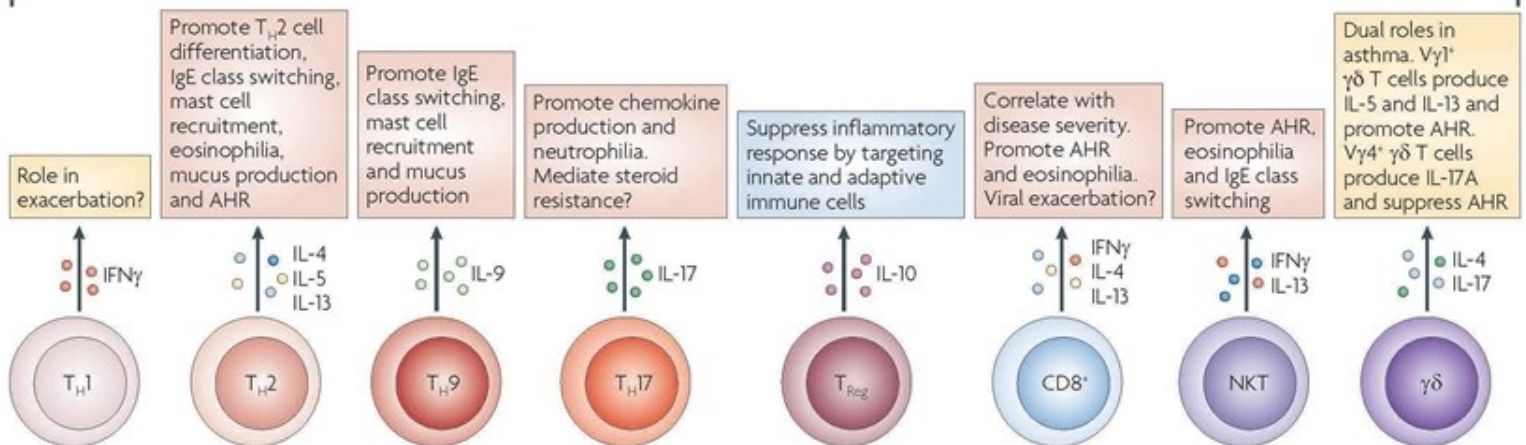 Role in
exacerbation?
Promote TH2 cell
differentiation,
IgE class switching,
mast cell
recruitment,
eosinophilia,
mucus production
and AHR
Promote IgE
class switching,
mast cell
recruitment
and mucus
production
Promote chemokine
production and
neutrophilia.
Mediate steroid
resistance?
Suppress inflammatory
response by targeting
innate and adaptive
immune cells
Correlate with
disease severity.
Promote AHR
and eosinophilia.
Viral exacerbation?
Promote AHR,
eosinophilia
and IgE class
switching
Dual roles in
asthma. Vγ1⁺
γδ T cells produce
IL-5 and IL-13 and
promote AHR.
Vγ4⁺ γδ T cells
produce IL-17A
and suppress AHR
IFNγ
IL-4
IL-5
IL-13
IL-9
IL-17
IL-10
IFNγ
IL-4
IL-13
IFNγ
IL-13
IL-4
IL-17
TH1
TH2
TH9
TH17
TReg
CD8⁺
NKT
γδ